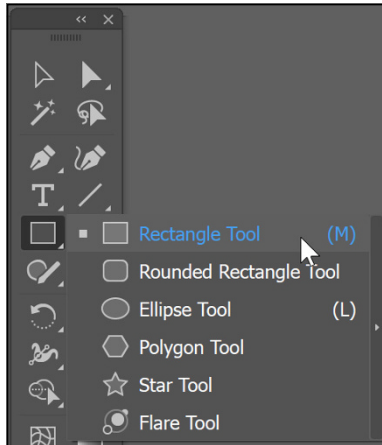 Rectangle Tool (M)
Rounded Rectangle Tool
Ellipse Tool (L)
Polygon Tool
Star Tool
Flare Tool